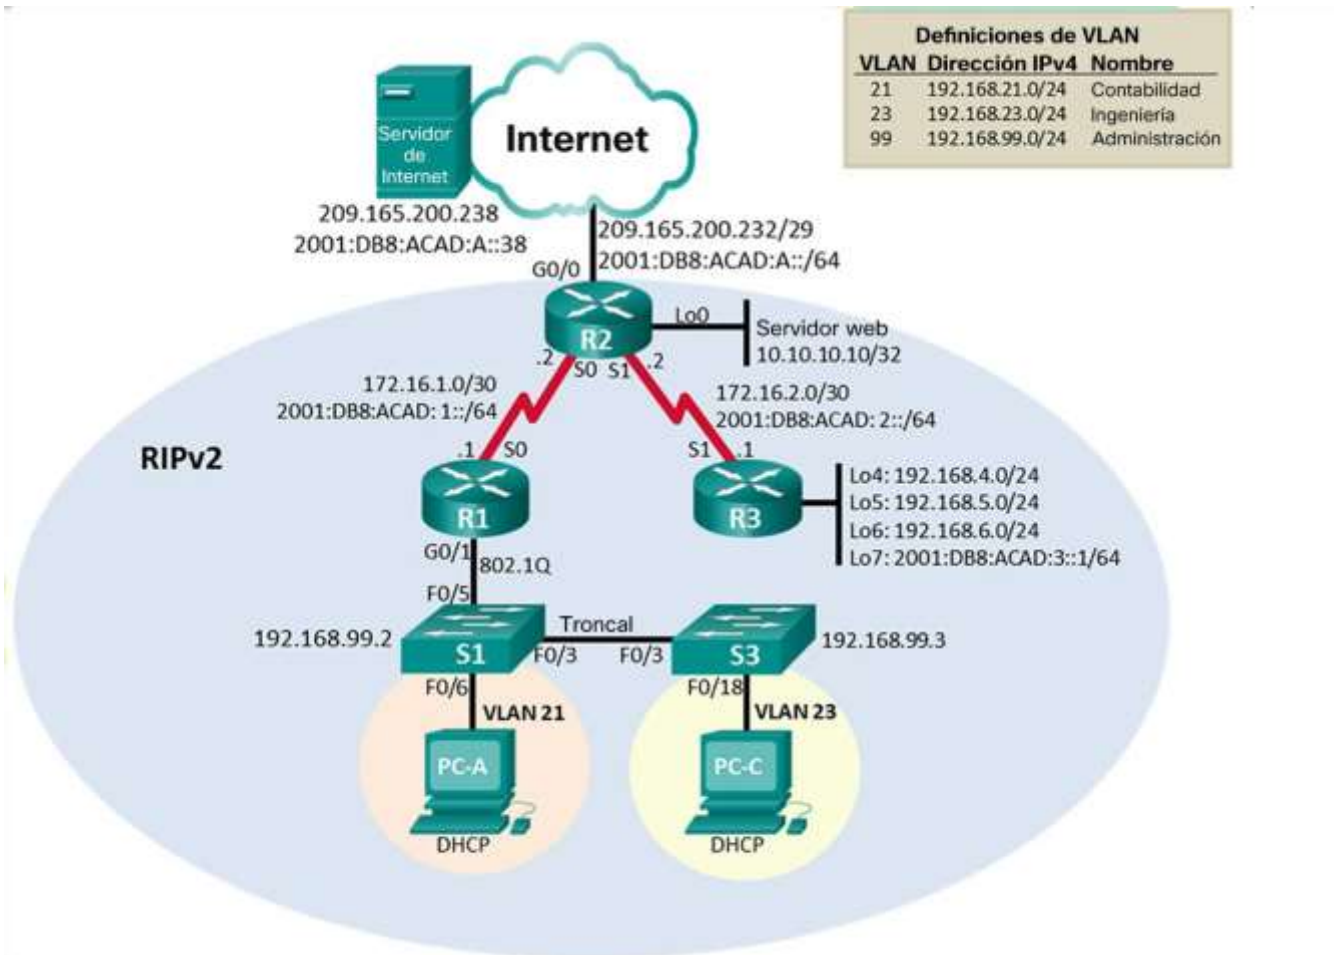 Definiciones de VLAN
VLAN Dirección IPv4 Nombre
21 192.168.21.0/24 Contabilidad
23 192.168.23.0/24 Ingeniería
99 192.168.99.0/24 Administración
Servidor
de
Internet
Internet
209.165.200.238
2001:DB8:ACAD:A::38
209.165.200.232/29
2001:DB8:ACAD:A::/64
G0/0
R2
Lo0
Servidor web
10.10.10.10/32
.2
S0
S1
.2
172.16.1.0/30
2001:DB8:ACAD: 1::/64
172.16.2.0/30
2001:DB8:ACAD: 2::/64
RIPv2
.1
S0
S1
.1
R1
R3
Lo4: 192.168.4.0/24
Lo5: 192.168.5.0/24
Lo6: 192.168.6.0/24
Lo7: 2001:DB8:ACAD:3::1/64
G0/1
802.1Q
F0/5
192.168.99.2
S1
Troncal
F0/3
F0/3
S3
192.168.99.3
F0/6
F0/18
VLAN 21
VLAN 23
PC-A
PC-C
DHCP
DHCP